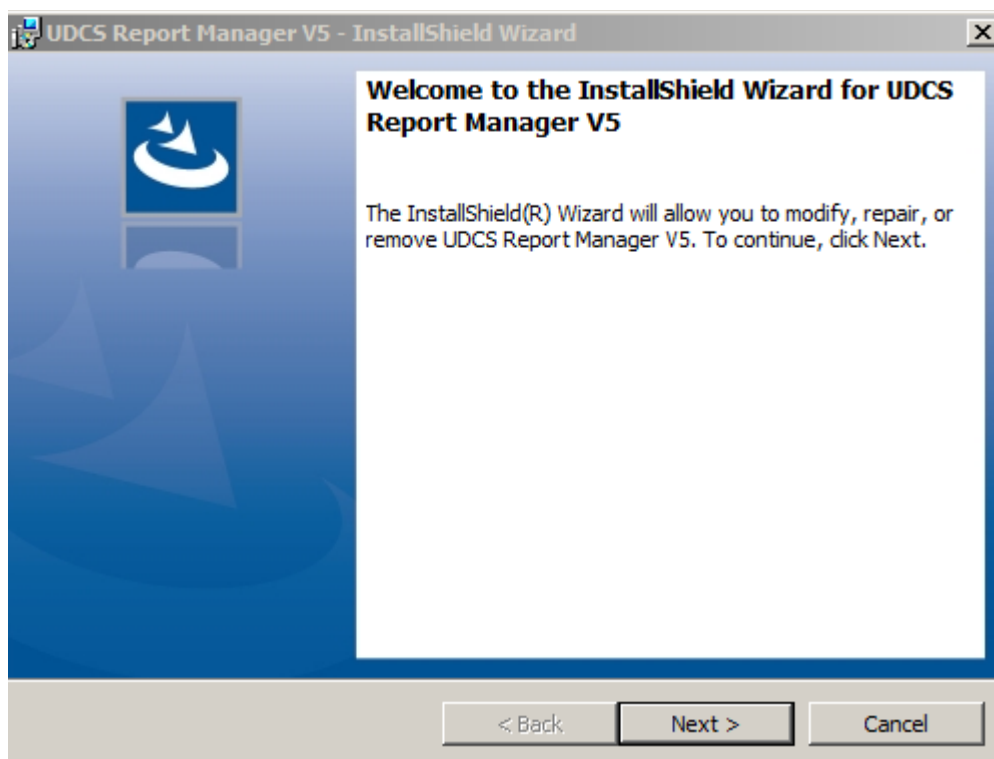 UDCS Report Manager V5 - InstallShield Wizard
Welcome to the InstallShield Wizard for UDCS
Report Manager V5
The InstallShield(R) Wizard will allow you to modify, repair, or
remove UDCS Report Manager V5. To continue, click Next.
< Back
Next >
Cancel